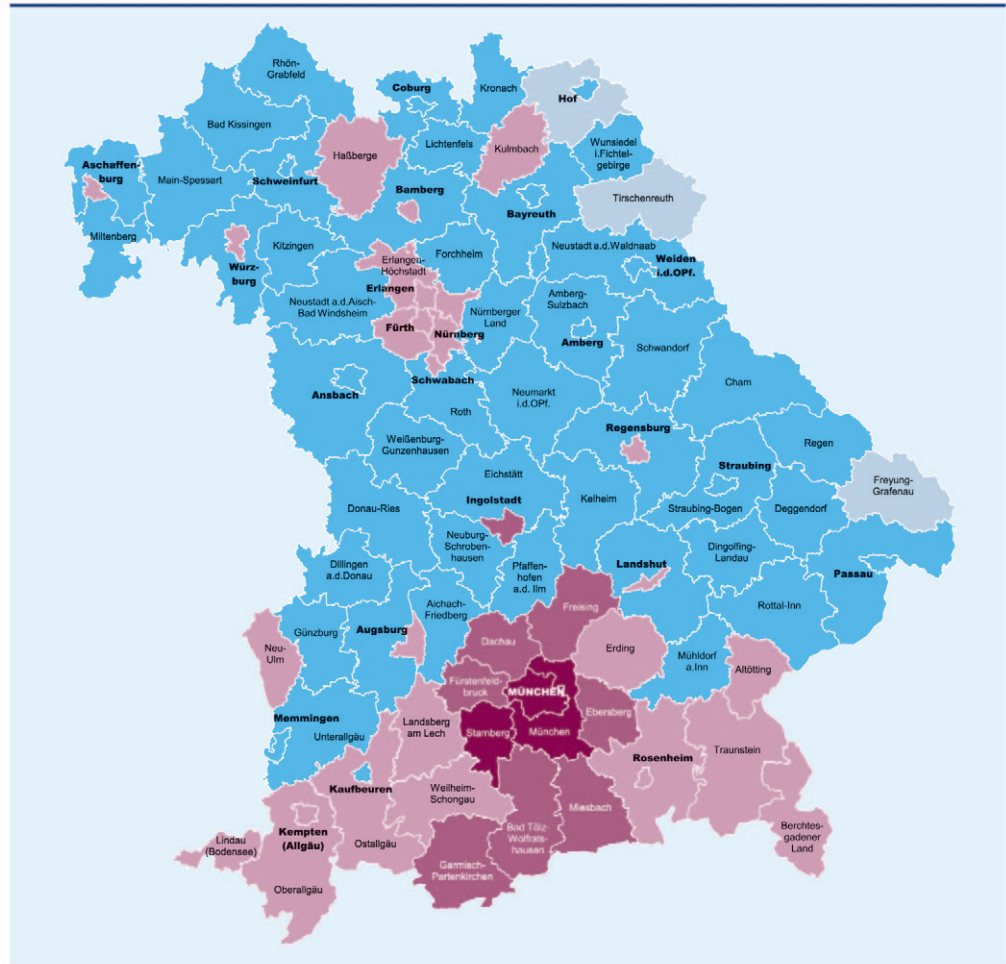 Rhön-
Grabfeld
Coburg
Kronach
Hof
Bad Kissingen
Lichtenfels
Kulmbach
Wunsiedel
i.Fichtel-
gebirge
Haßberge
Aschaffen-
burg
Main-Spessart
Schweinfurt
Bamberg
Bayreuth
Tirschenreuth
Miltenberg
Würz-
burg
Kitzingen
Erlangen-
Höchstadt
Forchheim
Neustadt a.d.Waldnaab
Weiden
i.d.OPf.
Erlangen
Neustadt a.d.Aisch-
Bad Windsheim
Nürnberger
Land
Amberg-
Sulzbach
Fürth
Nürnberg
Amberg
Schwandorf
Schwabach
Ansbach
Roth
Neumarkt
i.d.OPf.
Cham
Weißenburg-
Gunzenhausen
Regensburg
Regen
Eichstätt
Straubing
Freyung-
Grafenau
Ingolstadt
Kelheim
Donau-Ries
Straubing-Bogen
Deggendorf
Neuburg-
Schroben-
hausen
Dillingen
a.d.Donau
Pfaffen-
hofen
a.d. Ilm
Landshut
Dingolfing-
Landau
Passau
Aichach-
Friedberg
Freising
Rottal-Inn
Günzburg
Augsburg
Dachau
Neu-
Ulm
Erding
Mühldorf
a.Inn
Altötting
Fürstenfeld-
bruck
MÜNCHEN
Ebersberg
Memmingen
Unterallgäu
Landsberg
am Lech
Starnberg
München
Rosenheim
Traunstein
Kaufbeuren
Weilheim-
Schongau
Miesbach
Bad Tölz-
Wolfrats-
hausen
Berchtes-
gadener
Land
Lindau
(Bodensee)
Kempten
(Allgäu)
Ostallgäu
Garmisch-
Partenkirchen
Oberallgäu